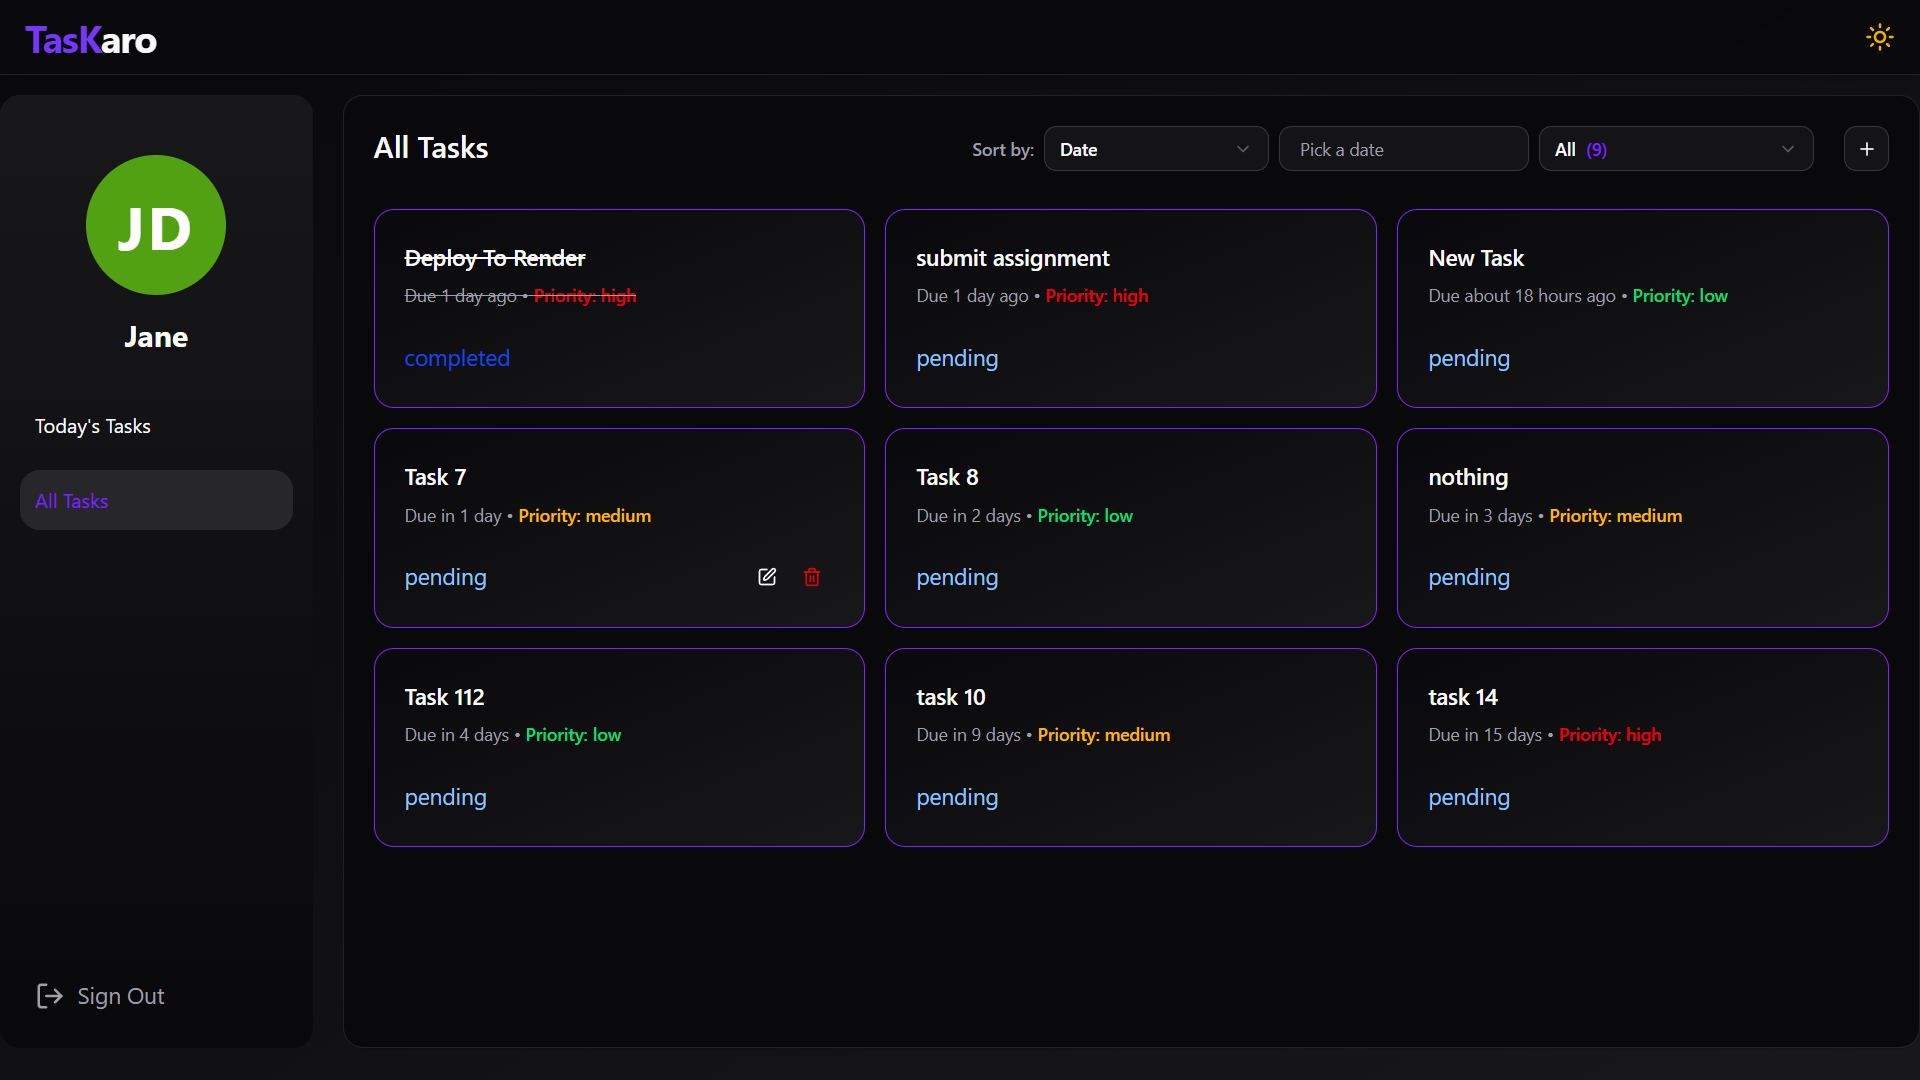 TasKaro
JD
Jane
Today's Tasks
All Tasks
Sign Out
All Tasks
Sort by:
Date
Pick a date
All (9)
Deploy To Render
Due 1 day ago • Priority: high
completed
submit assignment
Due 1 day ago • Priority: high
pending
New Task
Due about 18 hours ago • Priority: low
pending
Task 7
Due in 1 day • Priority: medium
pending
Task 8
Due in 2 days • Priority: low
pending
nothing
Due in 3 days • Priority: medium
pending
Task 112
Due in 4 days • Priority: low
pending
task 10
Due in 9 days • Priority: medium
pending
task 14
Due in 15 days • Priority: high
pending